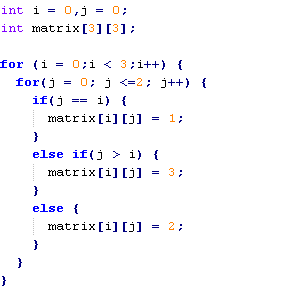 int i = 0,j = 0;
int matrix[3][3];

for (i = 0;i < 3;i++) {
  for(j = 0; j <=2; j++) {
    if(j == i) {
      matrix[i][j] = 1;
    }
    else if(j > i) {
      matrix[i][j] = 3;
    }
    else {
      matrix[i][j] = 2;
    }
  }
}